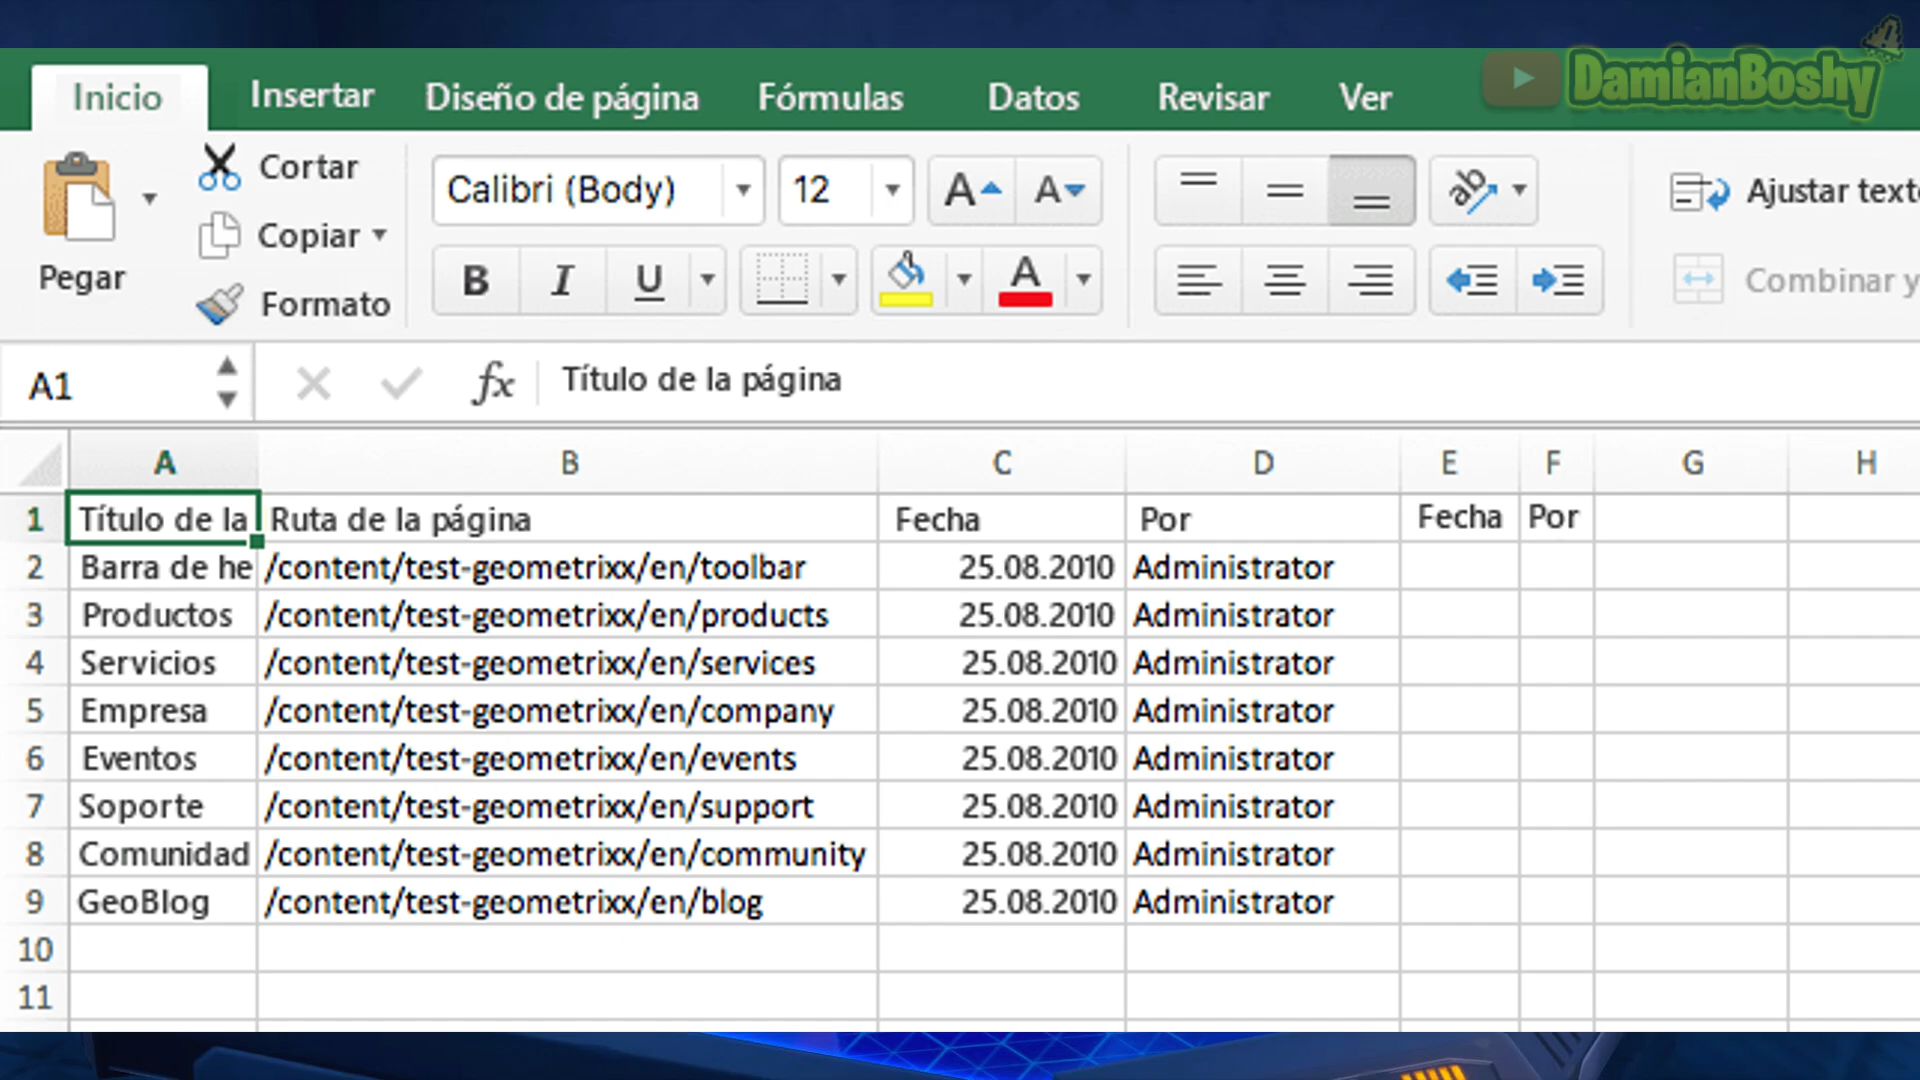 DamianBoshy
Inicio Insertar Diseño de página Fórmulas Datos Revisar Ver
Cortar
Calibri (Body) 12 A A ab Ajustar texto
Copiar
Pegar B I U A Combinar y
Formato
A1 fx Título de la página
A B C D E F G H
1 Título de la Ruta de la página Fecha Por Fecha Por
2 Barra de he /content/test-geometrixx/en/toolbar 25.08.2010 Administrator
3 Productos /content/test-geometrixx/en/products 25.08.2010 Administrator
4 Servicios /content/test-geometrixx/en/services 25.08.2010 Administrator
5 Empresa /content/test-geometrixx/en/company 25.08.2010 Administrator
6 Eventos /content/test-geometrixx/en/events 25.08.2010 Administrator
7 Soporte /content/test-geometrixx/en/support 25.08.2010 Administrator
8 Comunidad /content/test-geometrixx/en/community 25.08.2010 Administrator
9 GeoBlog /content/test-geometrixx/en/blog 25.08.2010 Administrator
10
11